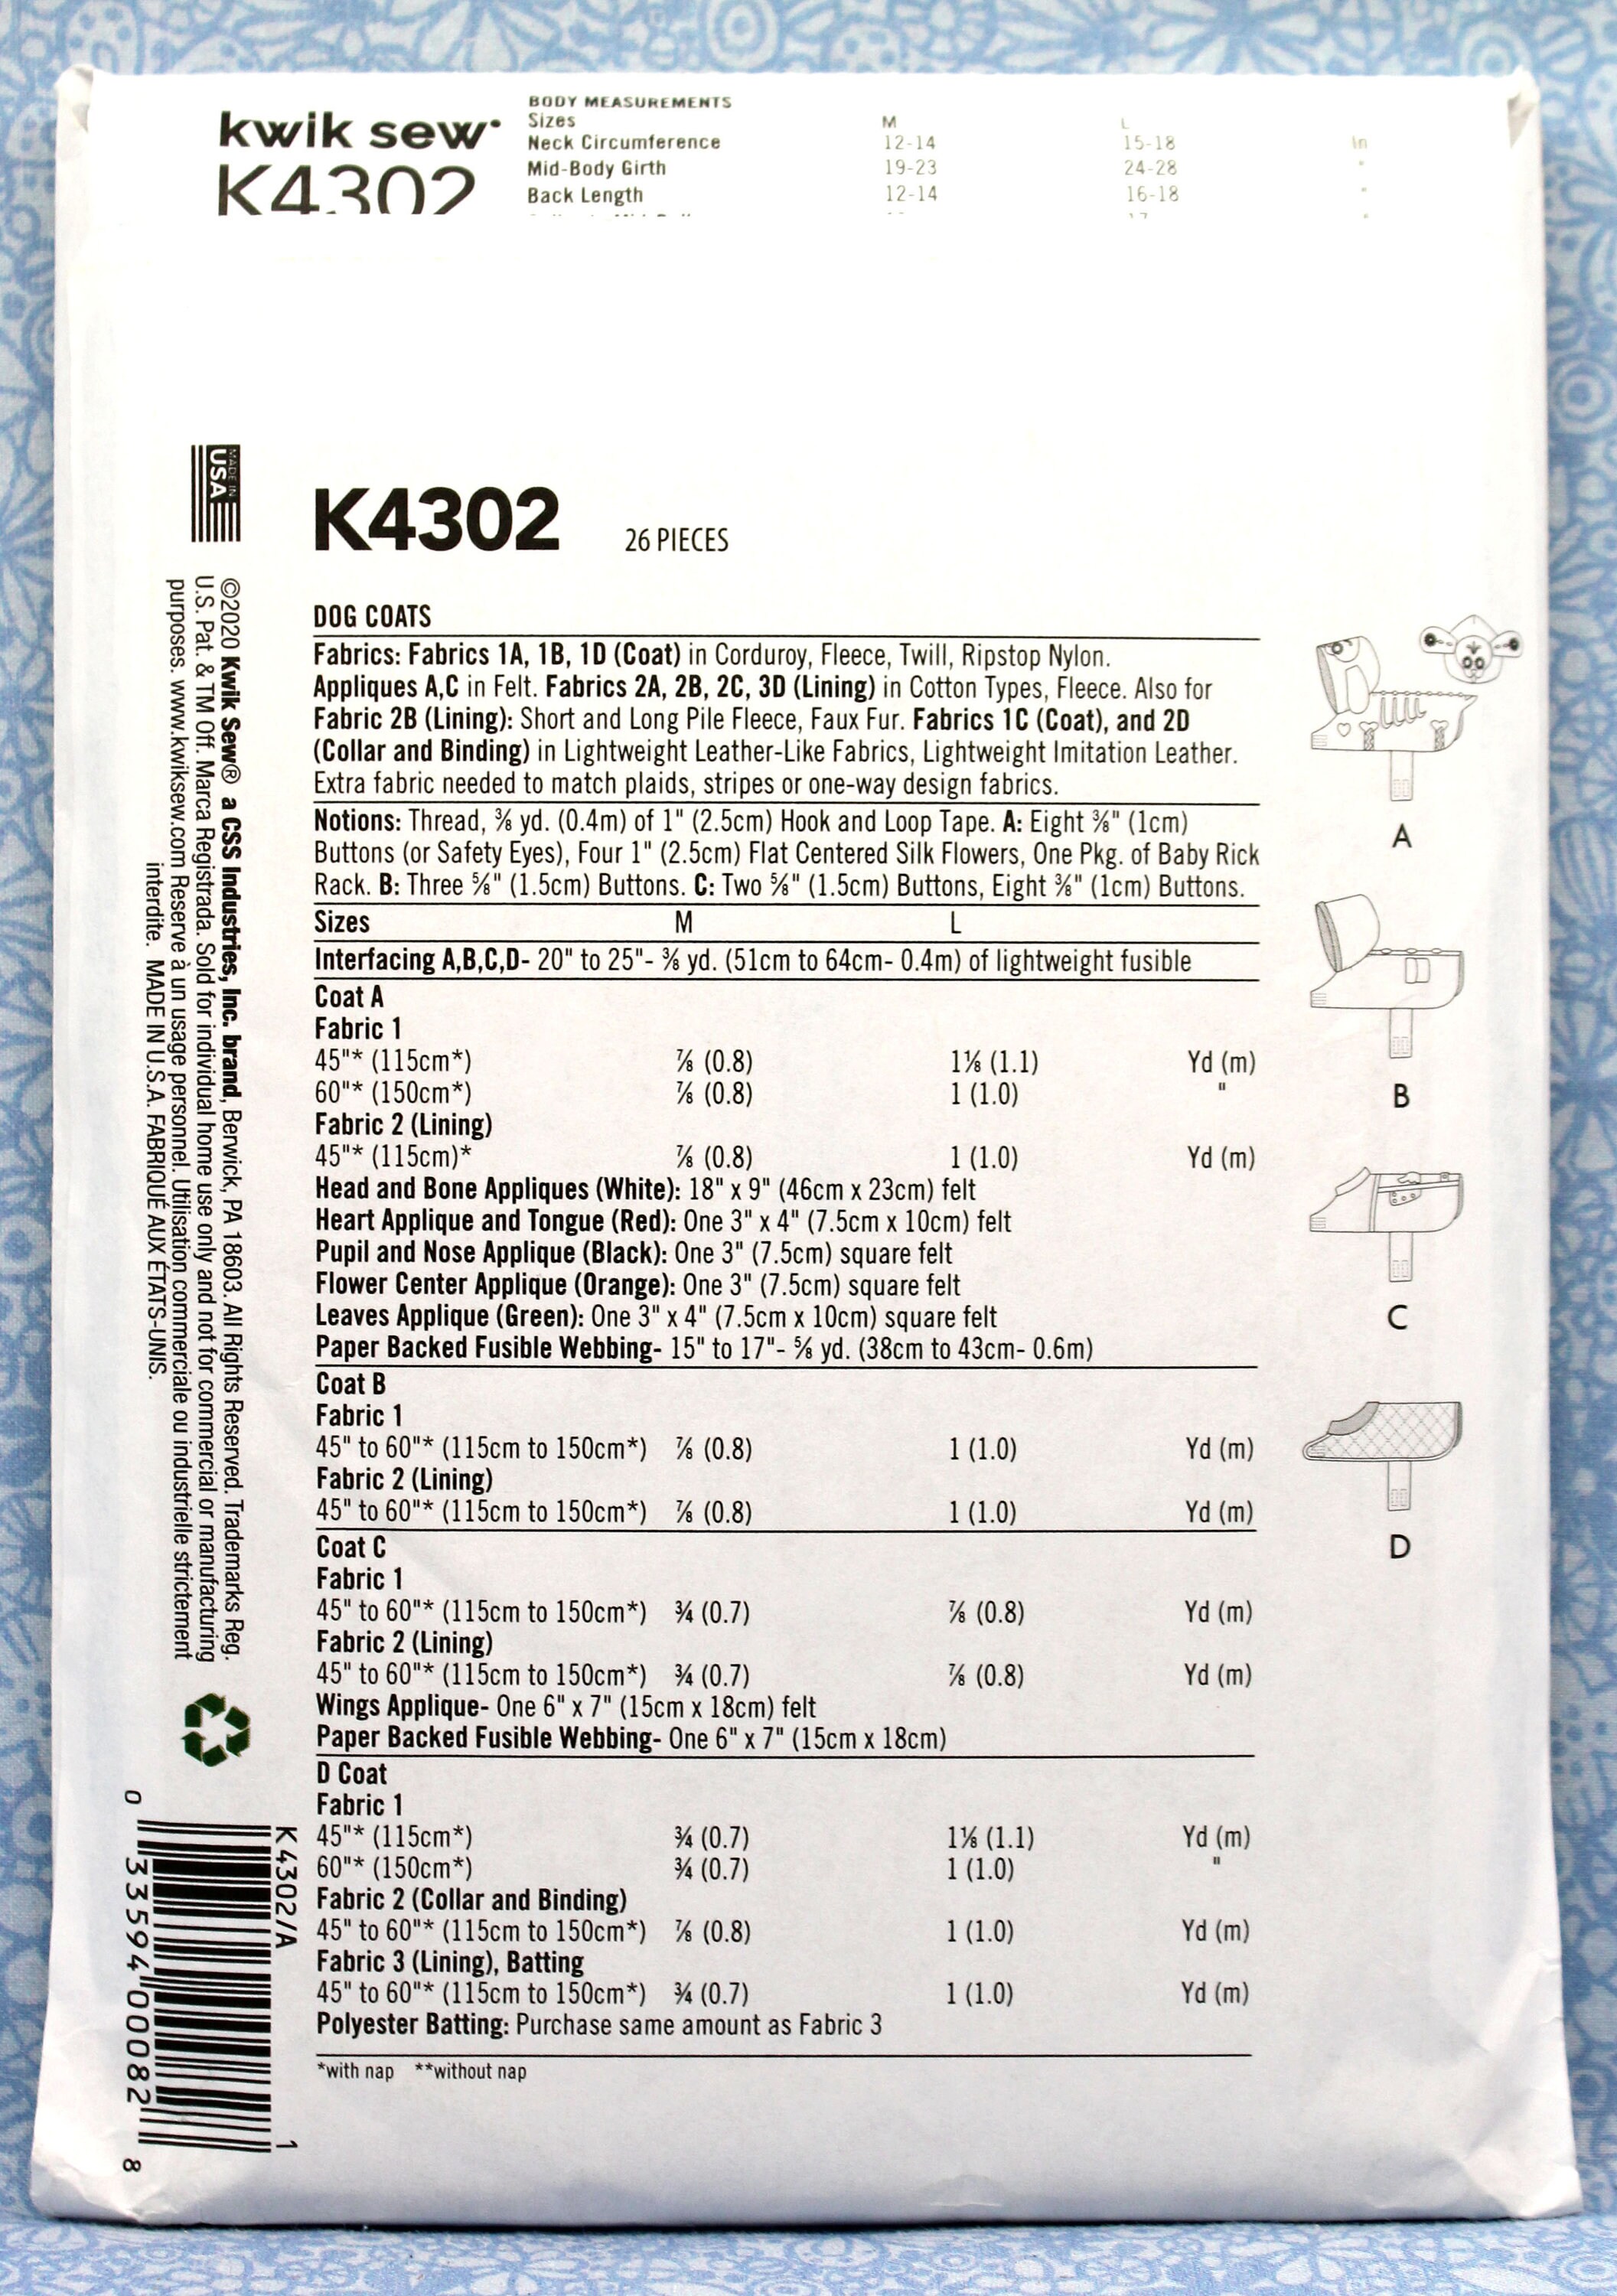 kwik sew®
K4302
BODY MEASUREMENTS
Sizes M L
Neck Circumference 12-14 15-18 In
Mid-Body Girth 19-23 24-28 "
Back Length 12-14 16-18 "
MADE IN
USA
K4302 26 PIECES
DOG COATS
Fabrics: Fabrics 1A, 1B, 1D (Coat) in Corduroy, Fleece, Twill, Ripstop Nylon.
Appliques A,C in Felt. Fabrics 2A, 2B, 2C, 3D (Lining) in Cotton Types, Fleece. Also for
Fabric 2B (Lining): Short and Long Pile Fleece, Faux Fur. Fabrics 1C (Coat), and 2D
(Collar and Binding) in Lightweight Leather-Like Fabrics, Lightweight Imitation Leather.
Extra fabric needed to match plaids, stripes or one-way design fabrics.
Notions: Thread, ⅜ yd. (0.4m) of 1" (2.5cm) Hook and Loop Tape. A: Eight ⅜" (1cm)
Buttons (or Safety Eyes), Four 1" (2.5cm) Flat Centered Silk Flowers, One Pkg. of Baby Rick
Rack. B: Three ⅝" (1.5cm) Buttons. C: Two ⅝" (1.5cm) Buttons, Eight ⅜" (1cm) Buttons.
Sizes M L
Interfacing A,B,C,D- 20" to 25"- ⅜ yd. (51cm to 64cm- 0.4m) of lightweight fusible
Coat A
Fabric 1
45"* (115cm*) ⅞ (0.8) 1⅛ (1.1) Yd (m)
60"* (150cm*) ⅞ (0.8) 1 (1.0) "
Fabric 2 (Lining)
45"* (115cm)* ⅞ (0.8) 1 (1.0) Yd (m)
Head and Bone Appliques (White): 18" x 9" (46cm x 23cm) felt
Heart Applique and Tongue (Red): One 3" x 4" (7.5cm x 10cm) felt
Pupil and Nose Applique (Black): One 3" (7.5cm) square felt
Flower Center Applique (Orange): One 3" (7.5cm) square felt
Leaves Applique (Green): One 3" x 4" (7.5cm x 10cm) square felt
Paper Backed Fusible Webbing- 15" to 17"- ⅝ yd. (38cm to 43cm- 0.6m)
Coat B
Fabric 1
45" to 60"* (115cm to 150cm*) ⅞ (0.8) 1 (1.0) Yd (m)
Fabric 2 (Lining)
45" to 60"* (115cm to 150cm*) ⅞ (0.8) 1 (1.0) Yd (m)
Coat C
Fabric 1
45" to 60"* (115cm to 150cm*) ¾ (0.7) ⅞ (0.8) Yd (m)
Fabric 2 (Lining)
45" to 60"* (115cm to 150cm*) ¾ (0.7) ⅞ (0.8) Yd (m)
Wings Applique- One 6" x 7" (15cm x 18cm) felt
Paper Backed Fusible Webbing- One 6" x 7" (15cm x 18cm)
D Coat
Fabric 1
45"* (115cm*) ¾ (0.7) 1⅛ (1.1) Yd (m)
60"* (150cm*) ¾ (0.7) 1 (1.0) "
Fabric 2 (Collar and Binding)
45" to 60"* (115cm to 150cm*) ⅞ (0.8) 1 (1.0) Yd (m)
Fabric 3 (Lining), Batting
45" to 60"* (115cm to 150cm*) ¾ (0.7) 1 (1.0) Yd (m)
Polyester Batting: Purchase same amount as Fabric 3
*with nap **without nap
A
B
C
D
©2020 Kwik Sew® a CSS Industries, Inc. brand, Berwick, PA 18603. All Rights Reserved. Trademarks Reg.
U.S. Pat. & TM Off. Marca Registrada. Sold for individual home use only and not for commercial or manufacturing
purposes. www.kwiksew.com Reserve à un usage personnel. Utilisation commerciale ou industrielle strictement
interdite. MADE IN U.S.A. FABRIQUÉ AUX ÉTATS-UNIS.
K4302/A 1
0 33594 00082 8